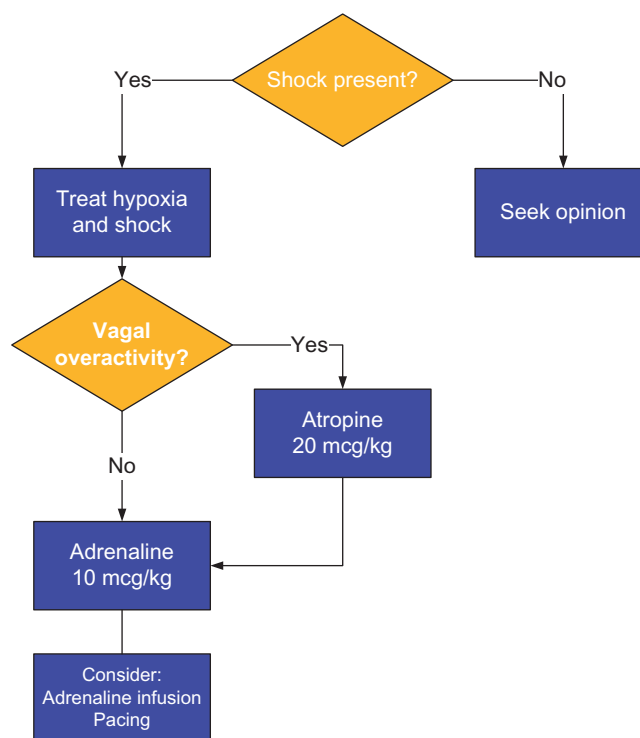 Shock present?
Yes
No
Treat hypoxia
and shock
Seek opinion
Vagal
overactivity?
Yes
Atropine
20 mcg/kg
No
Adrenaline
10 mcg/kg
Consider:
Adrenaline infusion
Pacing